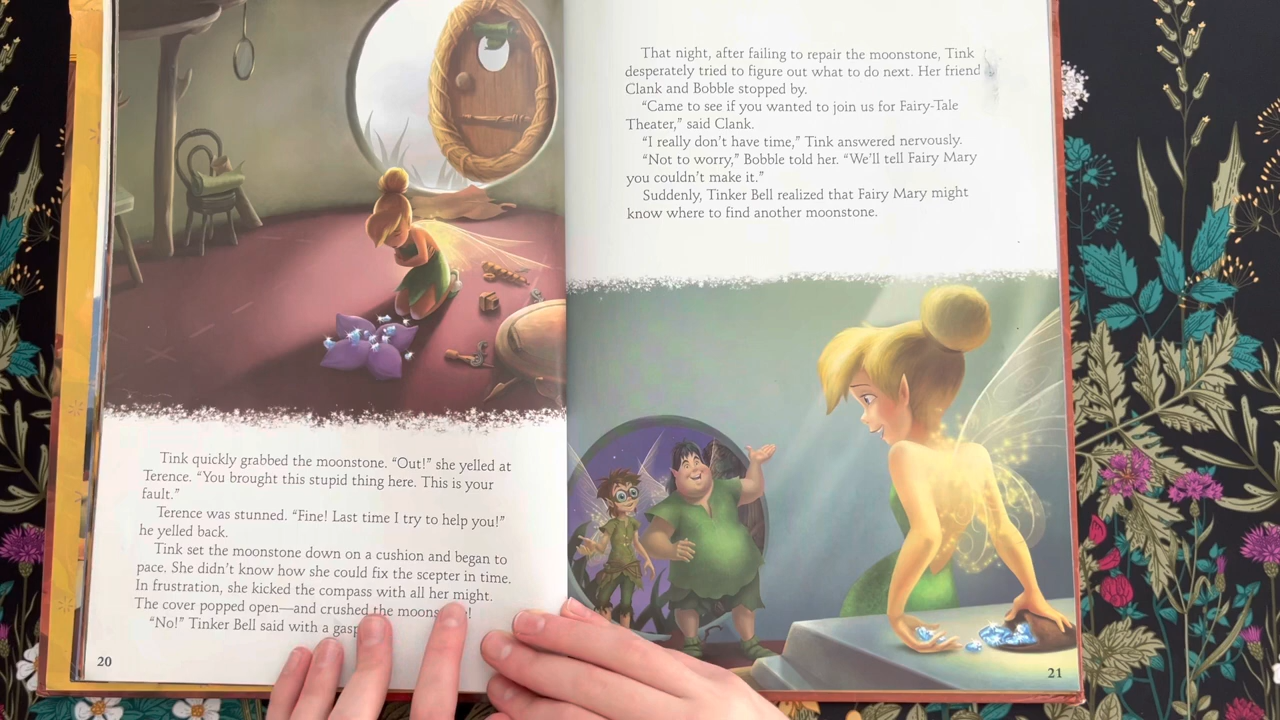 Tink quickly grabbed the moonstone. “Out!” she yelled at
Terence. “You brought this stupid thing here. This is your
fault.”
Terence was stunned. “Fine! Last time I try to help you!”
he yelled back.
Tink set the moonstone down on a cushion and began to
pace. She didn’t know how she could fix the scepter in time.
In frustration, she kicked the compass with all her might.
The cover popped open—and crushed the
“No!” Tinker Bell said with a gasp
20
That night, after failing to repair the moonstone, Tink
desperately tried to figure out what to do next. Her friend
Clank and Bobble stopped by.
“Came to see if you wanted to join us for Fairy-Tale
Theater,” said Clank.
“I really don’t have time,” Tink answered nervously.
“Not to worry,” Bobble told her. “We’ll tell Fairy Mary
you couldn’t make it.”
Suddenly, Tinker Bell realized that Fairy Mary might
know where to find another moonstone.
21